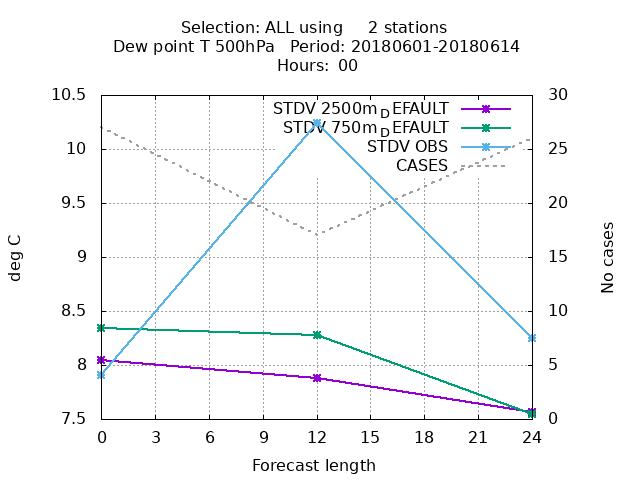 Selection: ALL using     2 stations
Dew point T 500hPa   Period: 20180601-20180614
Hours: 00
10.5
10
9.5
9
8.5
8
7.5
30
25
20
15
10
5
0
STDV 2500m_DEFAULT
STDV 750m_DEFAULT
STDV OBS
CASES
deg C
No cases
0 3 6 9 12 15 18 21 24
Forecast length